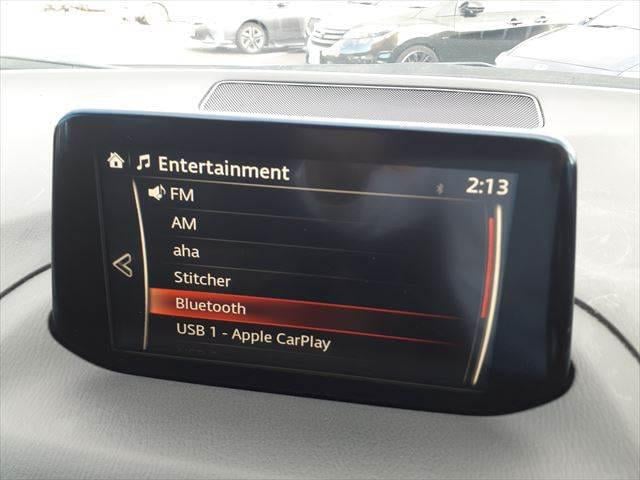 Entertainment
2:13
FM
AM
aha
Stitcher
Bluetooth
USB 1 - Apple CarPlay